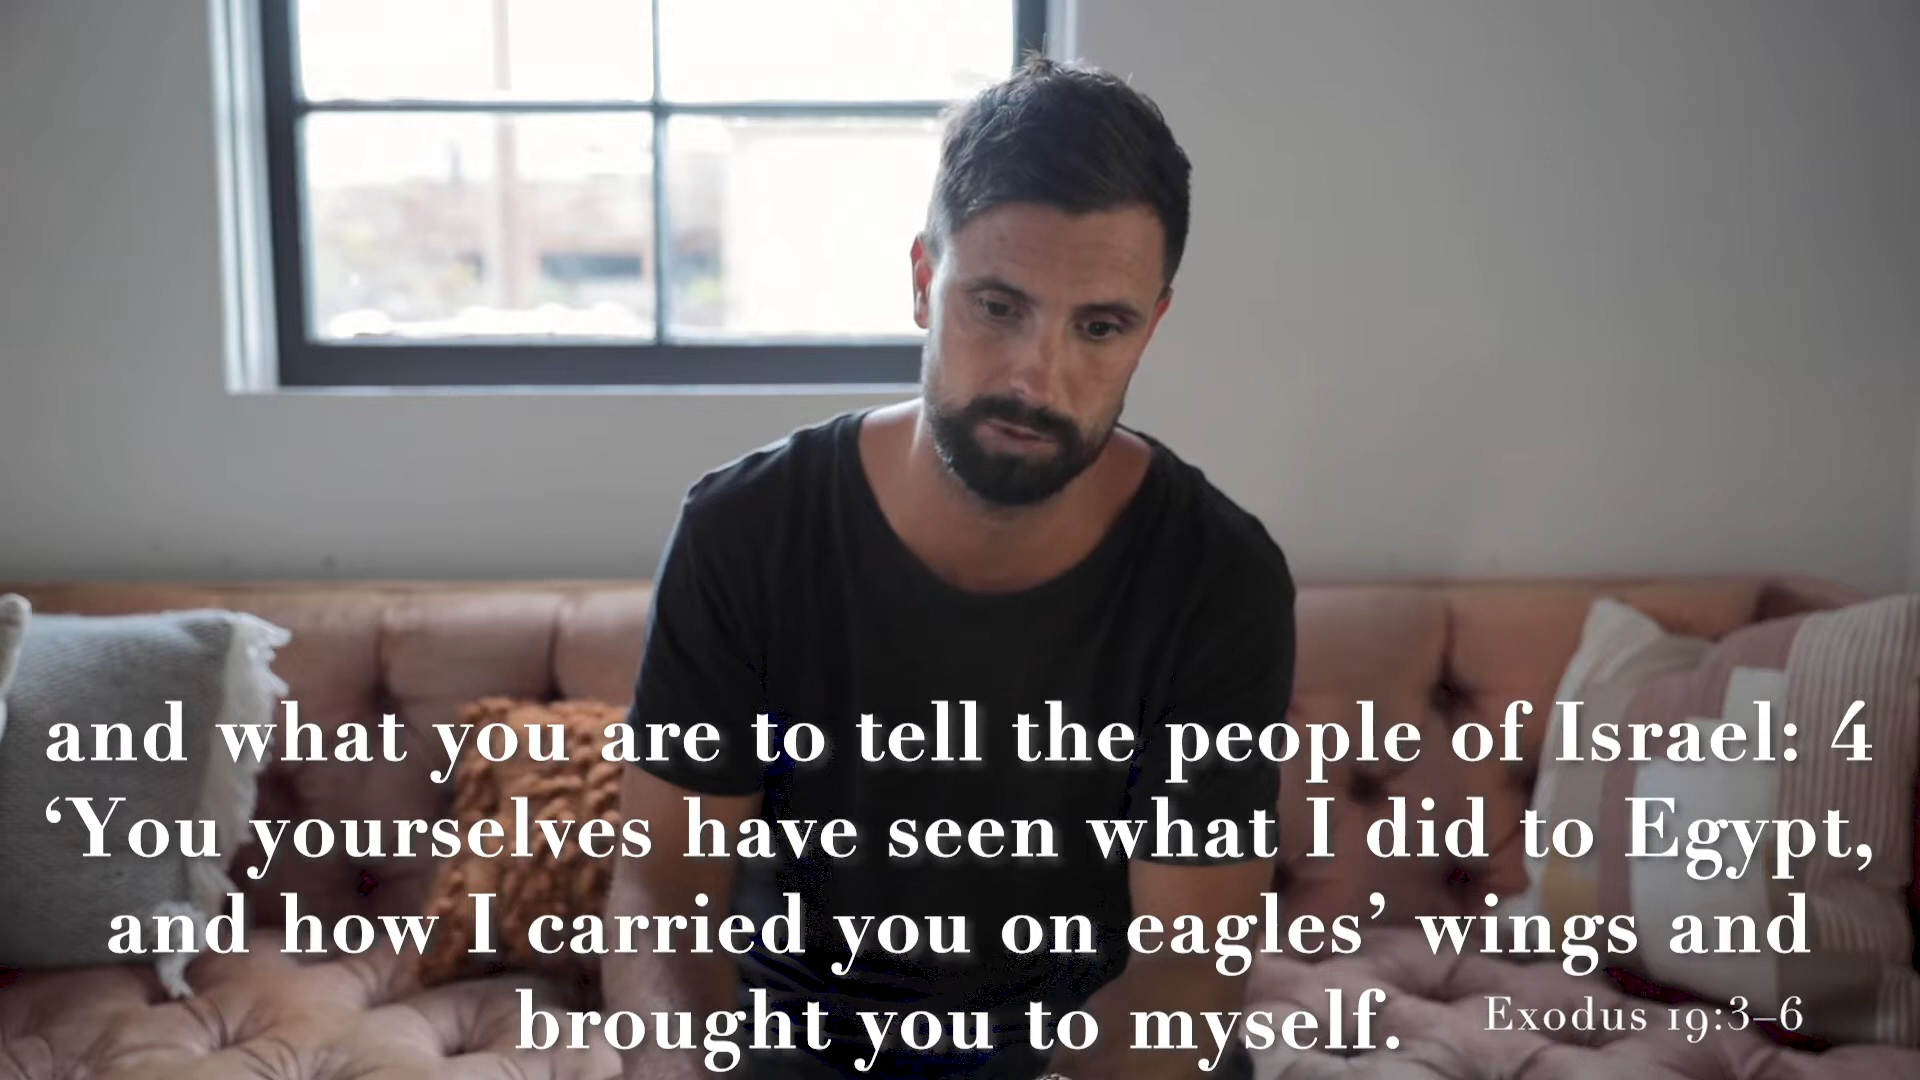 and what you are to tell the people of Israel: 4
‘You yourselves have seen what I did to Egypt,
and how I carried you on eagles’ wings and
brought you to myself.
Exodus 19:3–6